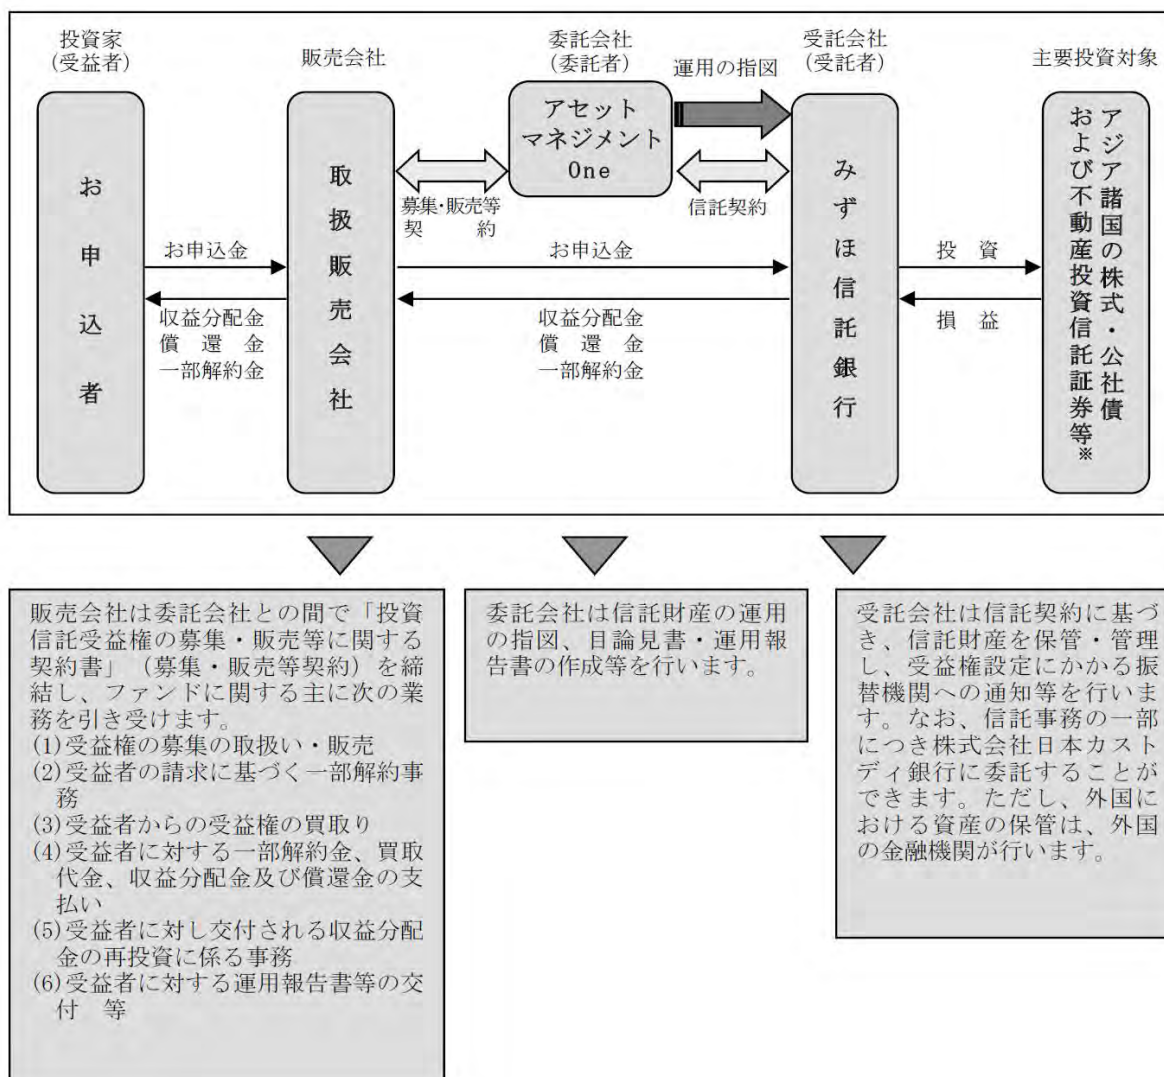 投資家
(受益者)
販売会社
委託会社
(委託者)
運用の指図
受託会社
(受託者)
主要投資対象
お申込者
取扱販売会社
アセット
マネジメント
One
みずほ信託銀行
アジア諸国の株式・公社債
および不動産投資信託証券等※
募集・販売等
契約
信託契約
お申込金
収益分配金
償還金
一部解約金
お申込金
収益分配金
償還金
一部解約金
投資
損益
販売会社は委託会社との間で「投資
信託受益権の募集・販売等に関する
契約書」(募集・販売等契約)を締
結し、ファンドに関する主に次の業
務を引き受けます。
(1)受益権の募集の取扱い・販売
(2)受益者の請求に基づく一部解約事
務
(3)受益者からの受益権の買取り
(4)受益者に対する一部解約金、買取
代金、収益分配金及び償還金の支
払い
(5)受益者に対し交付される収益分配
金の再投資に係る事務
(6)受益者に対する運用報告書等の交
付 等
委託会社は信託財産の運用
の指図、目論見書・運用報
告書の作成等を行います。
受託会社は信託契約に基づ
き、信託財産を保管・管理
し、受益権設定にかかる振
替機関への通知等を行いま
す。なお、信託事務の一部
につき株式会社日本カスト
ディ銀行に委託することが
できます。ただし、外国に
おける資産の保管は、外国
の金融機関が行います。